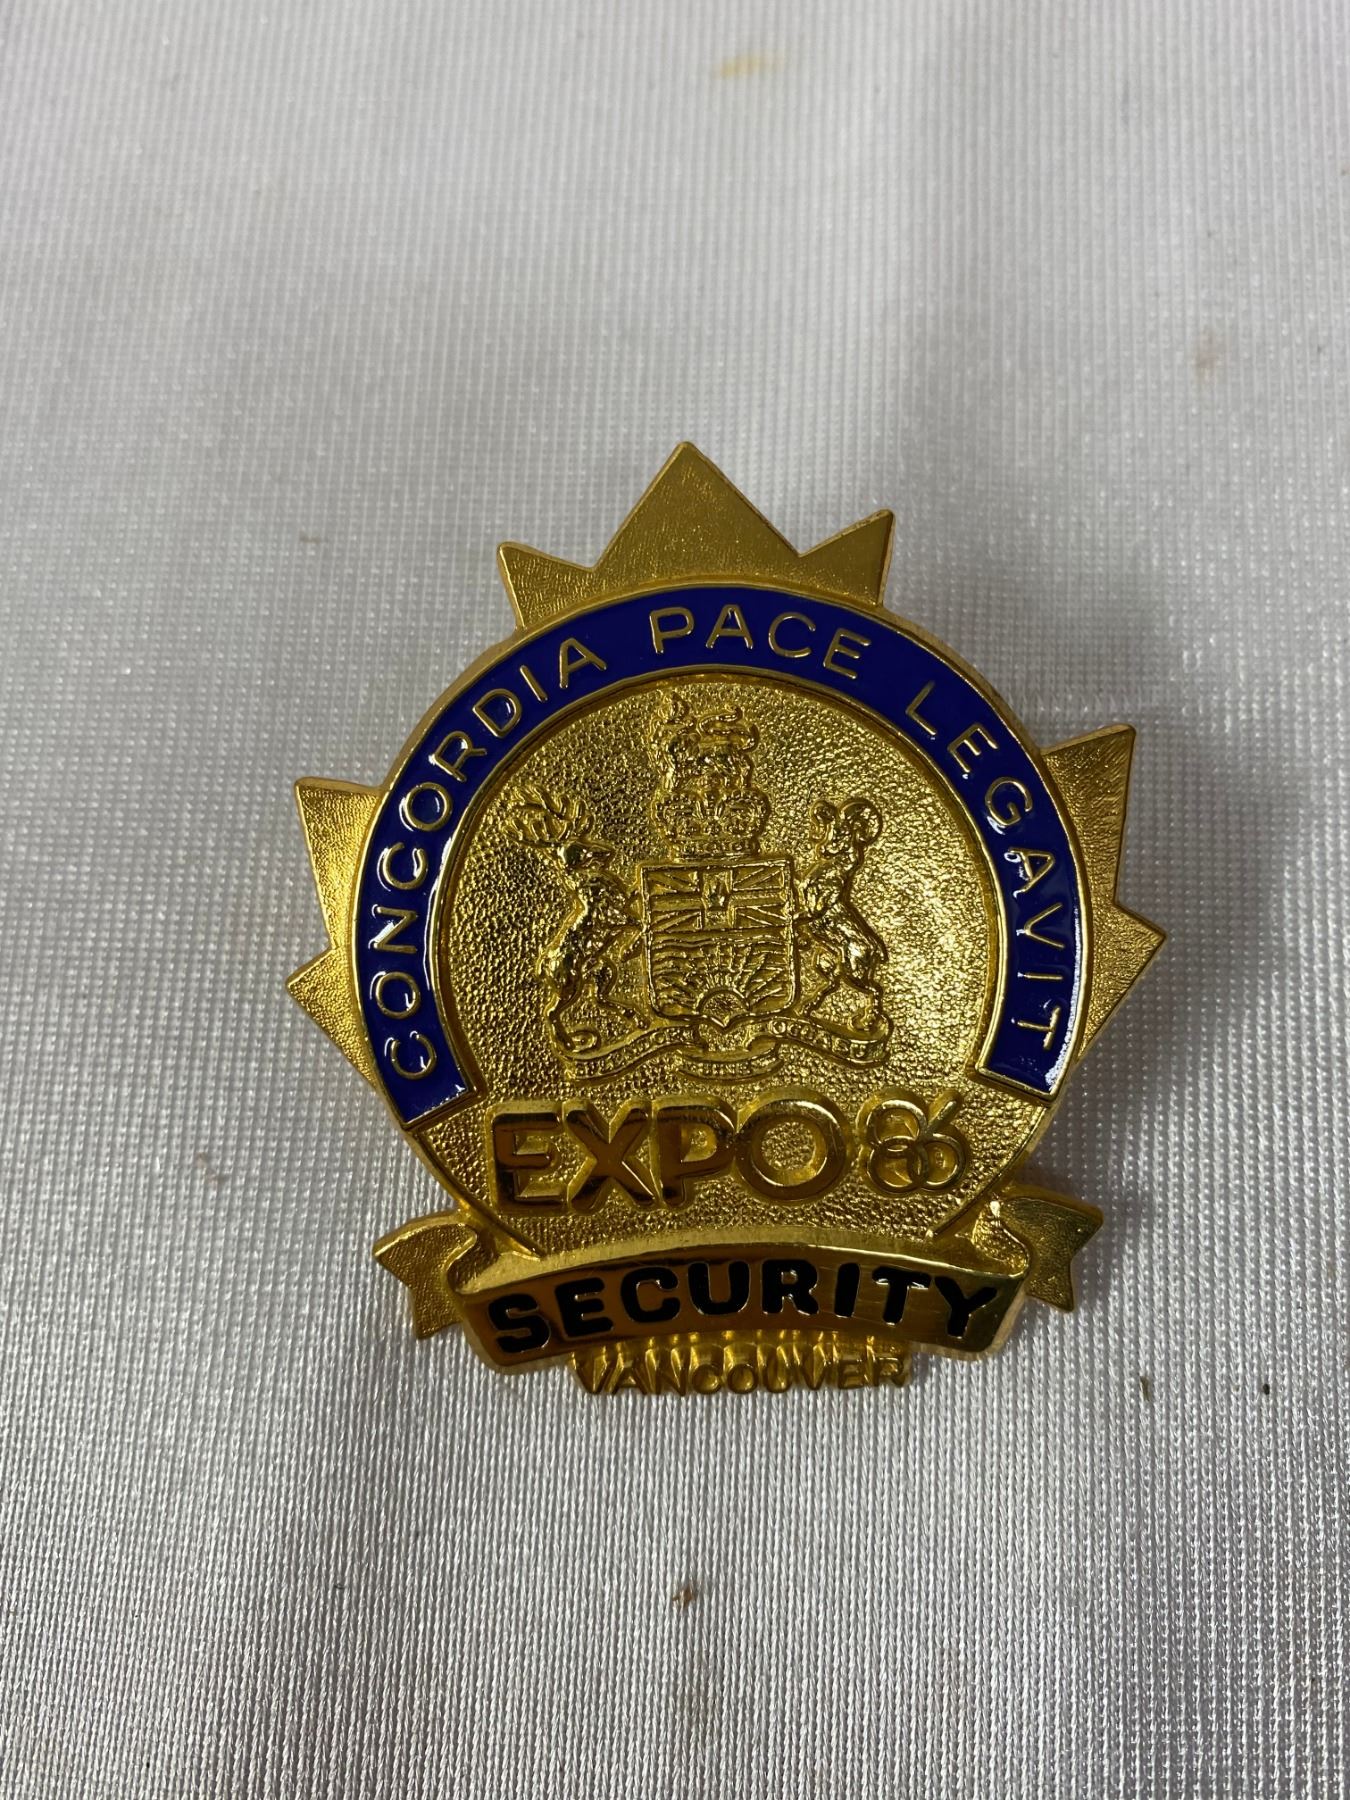 CONCORDIA PACE LEGAVIT
EXPO 86
SECURITY
VANCOUVER